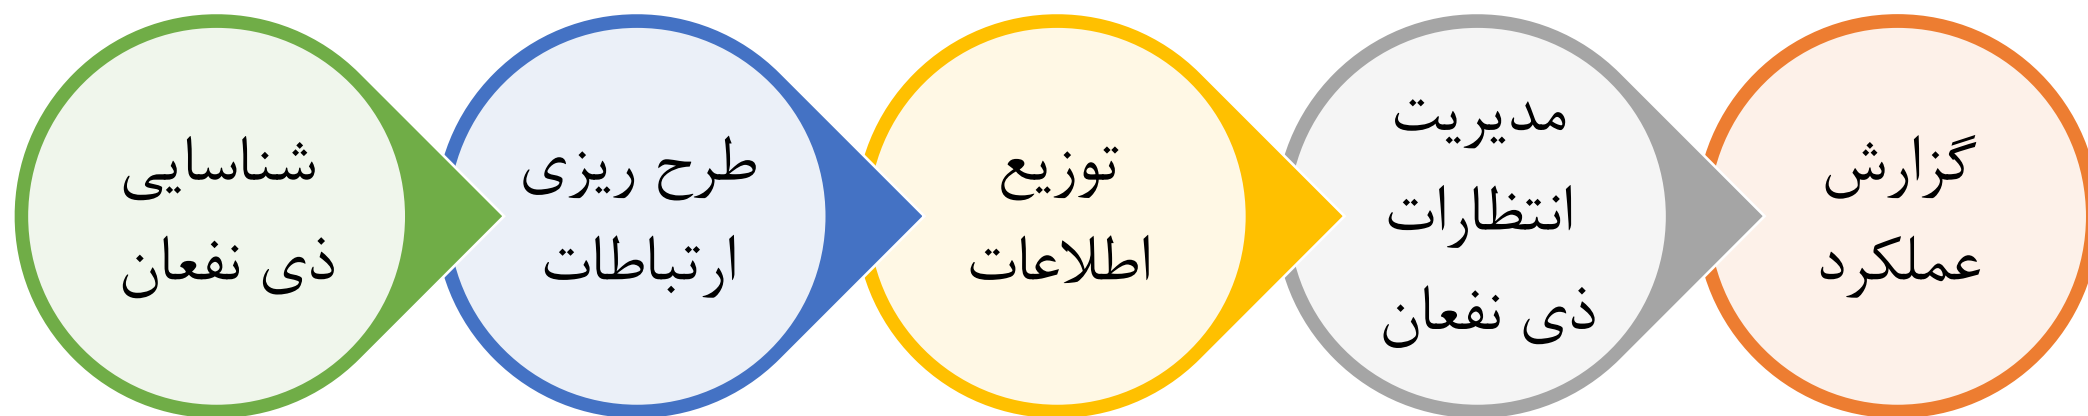 شناسایی
ذی نفعان
طرح ریزی
ارتباطات
توزیع
اطلاعات
مدیریت
انتظارات
ذی نفعان
گزارش
عملکرد